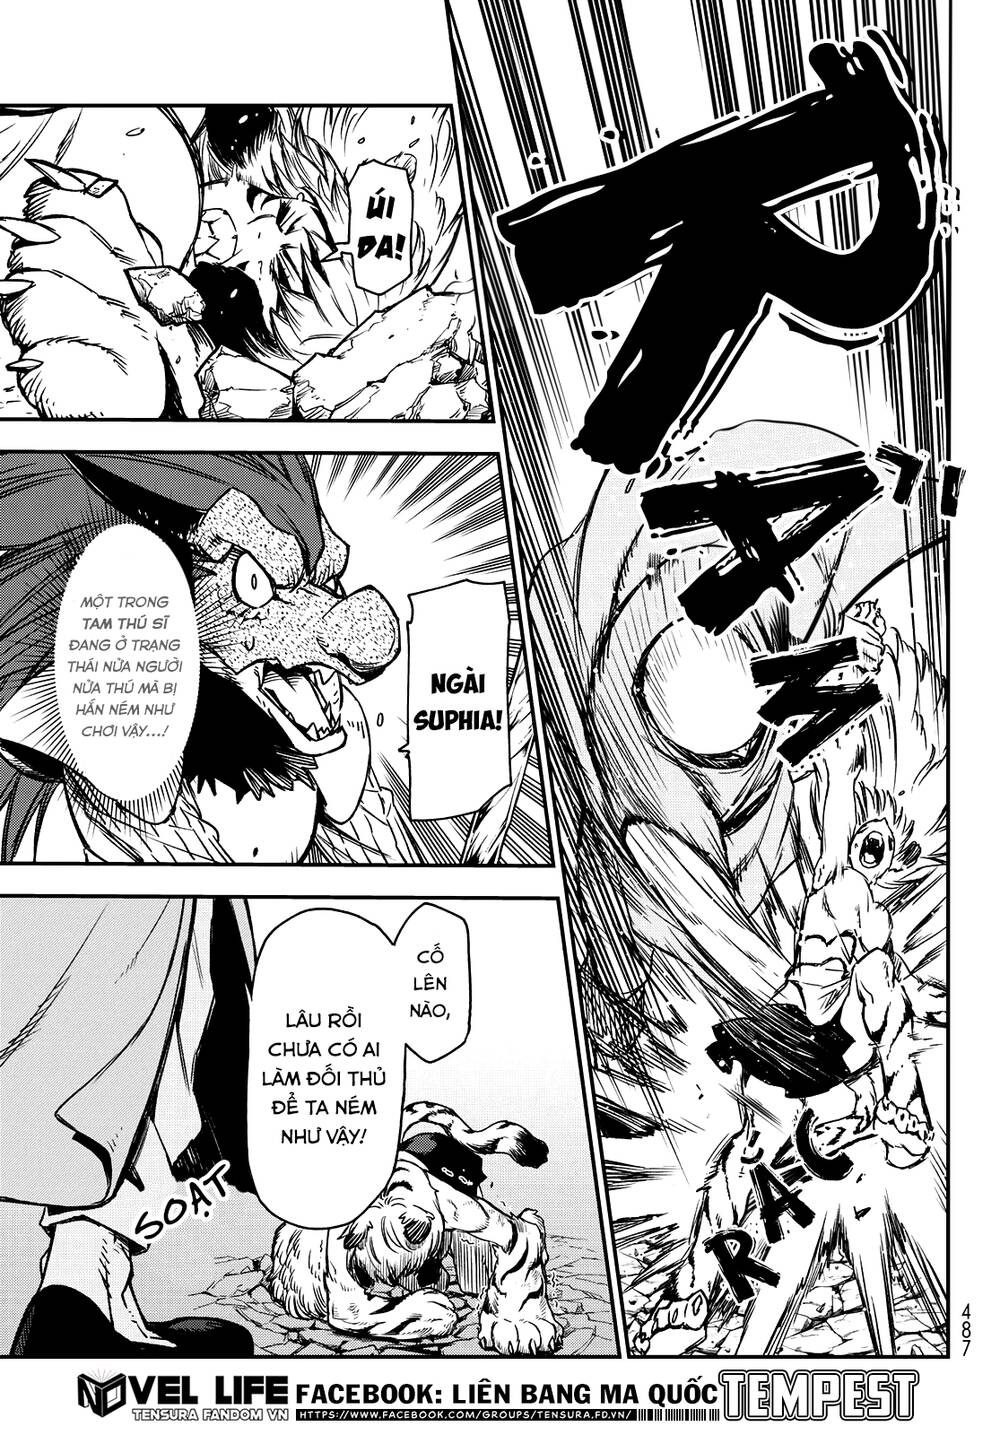 RẦM
RẮC
ÚI
DA!
NGÀI
SUPHIA!
MỘT TRONG
TAM THÚ SĨ
ĐANG Ở TRẠNG
THÁI NỬA NGƯỜI
NỬA THÚ MÀ BỊ
HẮN NÉM NHƯ
CHƠI VẬY...!
CỐ
LÊN
NÀO,
LÂU RỒI
CHƯA CÓ AI
LÀM ĐỐI THỦ
ĐỂ TA NÉM
NHƯ VẬY!
SOẠT
487
NOVEL LIFE
TENSURA FANDOM VN
FACEBOOK: LIÊN BANG MA QUỐC
TEMPEST
HTTPS://WWW.FACEBOOK.COM/GROUPS/TENSURA.FD.VN/